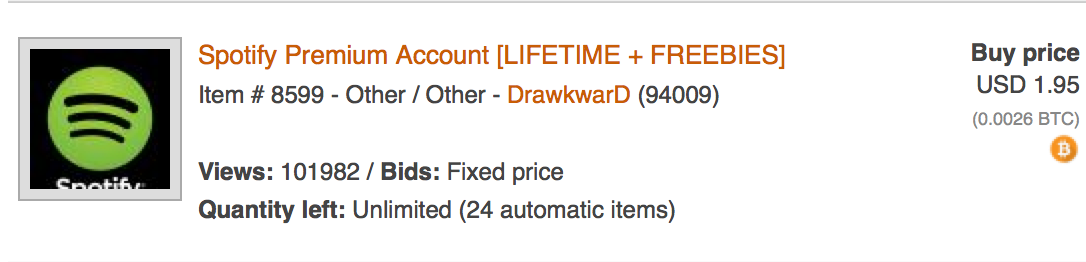 Spotify Premium Account [LIFETIME + FREEBIES]
Item # 8599 - Other / Other - DrawkwarD (94009)
Views: 101982 / Bids: Fixed price
Quantity left: Unlimited (24 automatic items)
Spotify
Buy price
USD 1.95
(0.0026 BTC)